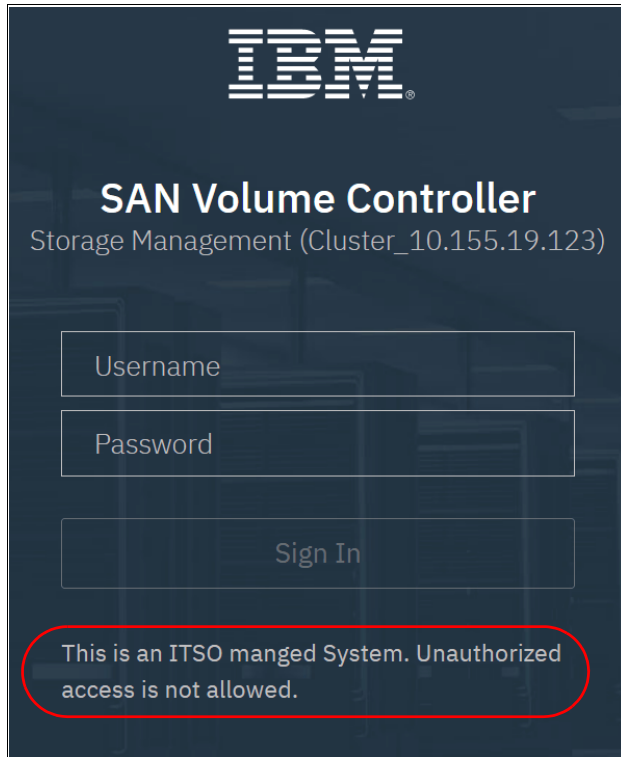 IBM®
SAN Volume Controller
Storage Management (Cluster_10.155.19.123)
Username
Password
Sign In
This is an ITSO manged System. Unauthorized
access is not allowed.